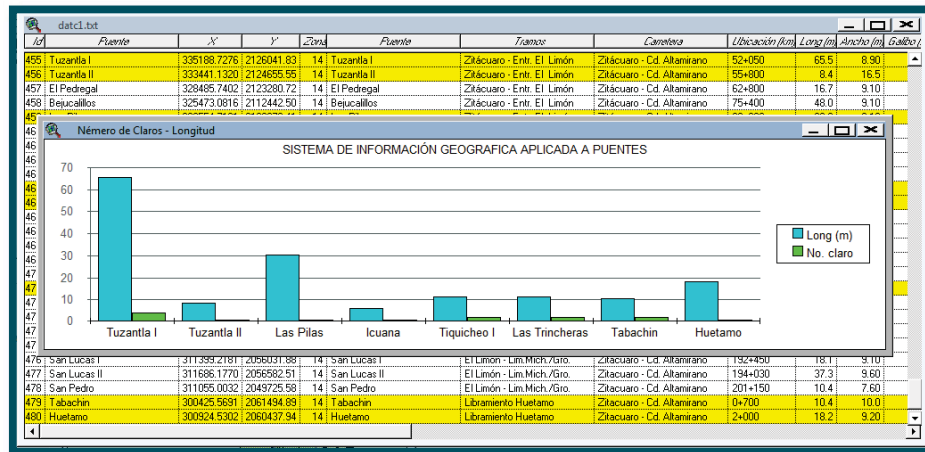 datc1.txt
Id Puente X Y Zona Puente Tramos Carretera Ubicación (km) Long (m) Ancho (m)
455 Tuzantla I 335188.7276 2126041.83 14 Tuzantla I Zitácuaro - Entr. El Limón Zitácuaro - Cd. Altamirano 52+050 65.5 8.90
456 Tuzantla II 333441.1320 2124655.55 14 Tuzantla II Zitácuaro - Entr. El Limón Zitácuaro - Cd. Altamirano 55+800 8.4 16.5
457 El Pedregal 328485.7402 2123280.72 14 El Pedregal Zitácuaro - Entr. El Limón Zitácuaro - Cd. Altamirano 62+800 16.7 9.10
458 Bejucalillos 325473.0816 2112442.50 14 Bejucalillos Zitácuaro - Entr. El Limón Zitácuaro - Cd. Altamirano 75+400 48.0 9.10
Némero de Claros - Longitud
SISTEMA DE INFORMACIÓN GEOGRAFICA APLICADA A PUENTES
70
60
50
40
30
20
10
0
Long (m)
No. claro
Tuzantla I Tuzantla II Las Pilas Icuana Tiquicheo I Las Trincheras Tabachin Huetamo
476 San Lucas I 311399.2181 2056031.88 14 San Lucas I El Limón - Lim.Mich./Gro. Zitácuaro - Cd. Altamirano 192+450 18.1 9.10
477 San Lucas II 311686.1770 2056582.51 14 San Lucas II El Limón - Lim.Mich./Gro. Zitácuaro - Cd. Altamirano 194+030 37.3 9.60
478 San Pedro 311055.0032 2049725.58 14 San Pedro El Limón - Lim.Mich./Gro. Zitácuaro - Cd. Altamirano 201+150 10.4 7.60
479 Tabachin 300425.5691 2061494.89 14 Tabachin Libramiento Huetamo Zitácuaro - Cd. Altamirano 0+700 10.4 10.0
480 Huetamo 300924.5302 2060437.94 14 Huetamo Libramiento Huetamo Zitácuaro - Cd. Altamirano 2+000 18.2 9.20